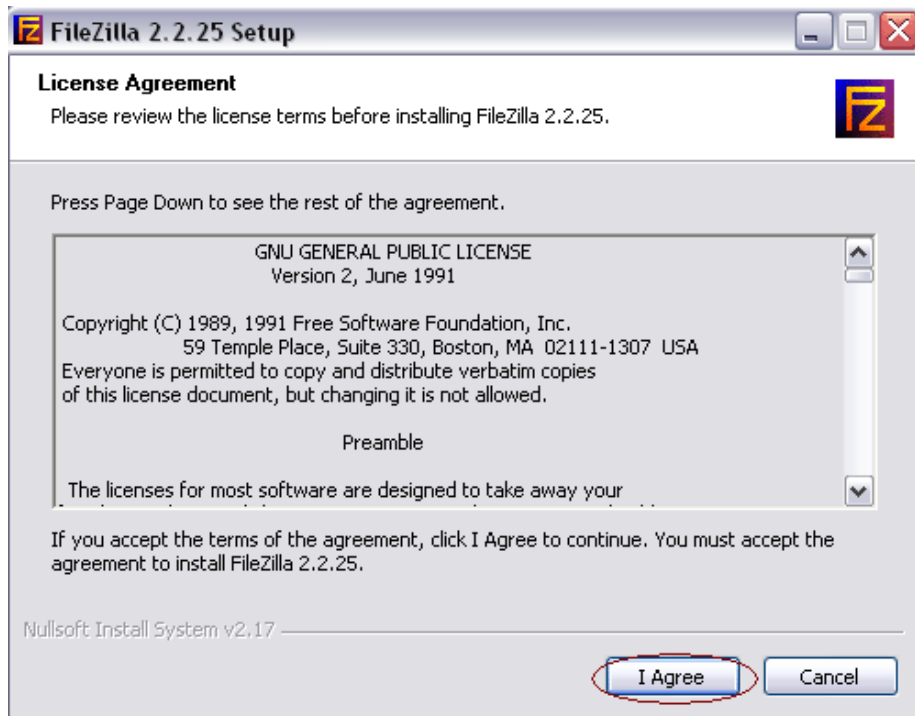 FileZilla 2.2.25 Setup
License Agreement
Please review the license terms before installing FileZilla 2.2.25.
Press Page Down to see the rest of the agreement.
GNU GENERAL PUBLIC LICENSE
Version 2, June 1991
Copyright (C) 1989, 1991 Free Software Foundation, Inc.
59 Temple Place, Suite 330, Boston, MA 02111-1307 USA
Everyone is permitted to copy and distribute verbatim copies
of this license document, but changing it is not allowed.
Preamble
The licenses for most software are designed to take away your
If you accept the terms of the agreement, click I Agree to continue. You must accept the
agreement to install FileZilla 2.2.25.
Nullsoft Install System v2.17
I Agree
Cancel